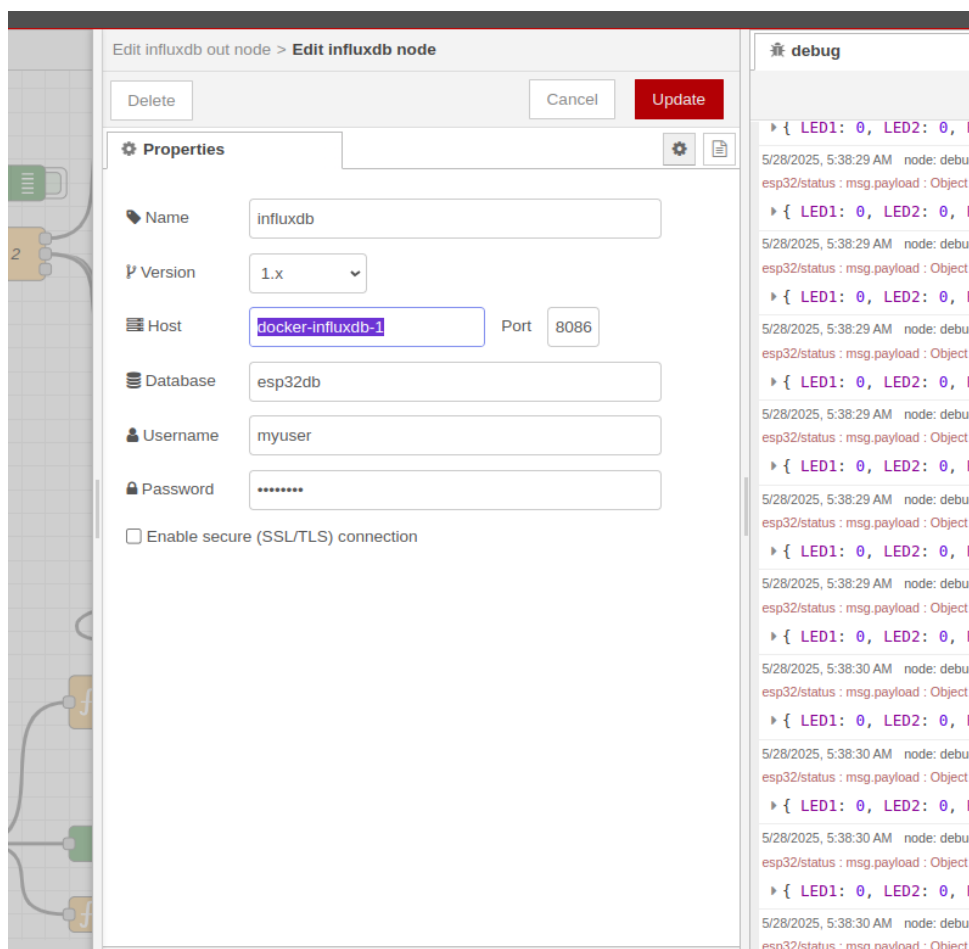 Edit influxdb out node > Edit influxdb node
Delete
Cancel
Update
Properties
Name
influxdb
Version
1.x
Host
docker-influxdb-1
Port
8086
Database
esp32db
Username
myuser
Password
••••••••
Enable secure (SSL/TLS) connection
2
debug
{ LED1: 0, LED2: 0,
5/28/2025, 5:38:29 AM node: debu
esp32/status : msg.payload : Object
{ LED1: 0, LED2: 0,
5/28/2025, 5:38:29 AM node: debu
esp32/status : msg.payload : Object
{ LED1: 0, LED2: 0,
5/28/2025, 5:38:29 AM node: debu
esp32/status : msg.payload : Object
{ LED1: 0, LED2: 0,
5/28/2025, 5:38:29 AM node: debu
esp32/status : msg.payload : Object
{ LED1: 0, LED2: 0,
5/28/2025, 5:38:29 AM node: debu
esp32/status : msg.payload : Object
{ LED1: 0, LED2: 0,
5/28/2025, 5:38:29 AM node: debu
esp32/status : msg.payload : Object
{ LED1: 0, LED2: 0,
5/28/2025, 5:38:30 AM node: debu
esp32/status : msg.payload : Object
{ LED1: 0, LED2: 0,
5/28/2025, 5:38:30 AM node: debu
esp32/status : msg.payload : Object
{ LED1: 0, LED2: 0,
5/28/2025, 5:38:30 AM node: debu
esp32/status : msg.payload : Object
{ LED1: 0, LED2: 0,
5/28/2025, 5:38:30 AM node: debu
esp32/status : msg.payload : Object